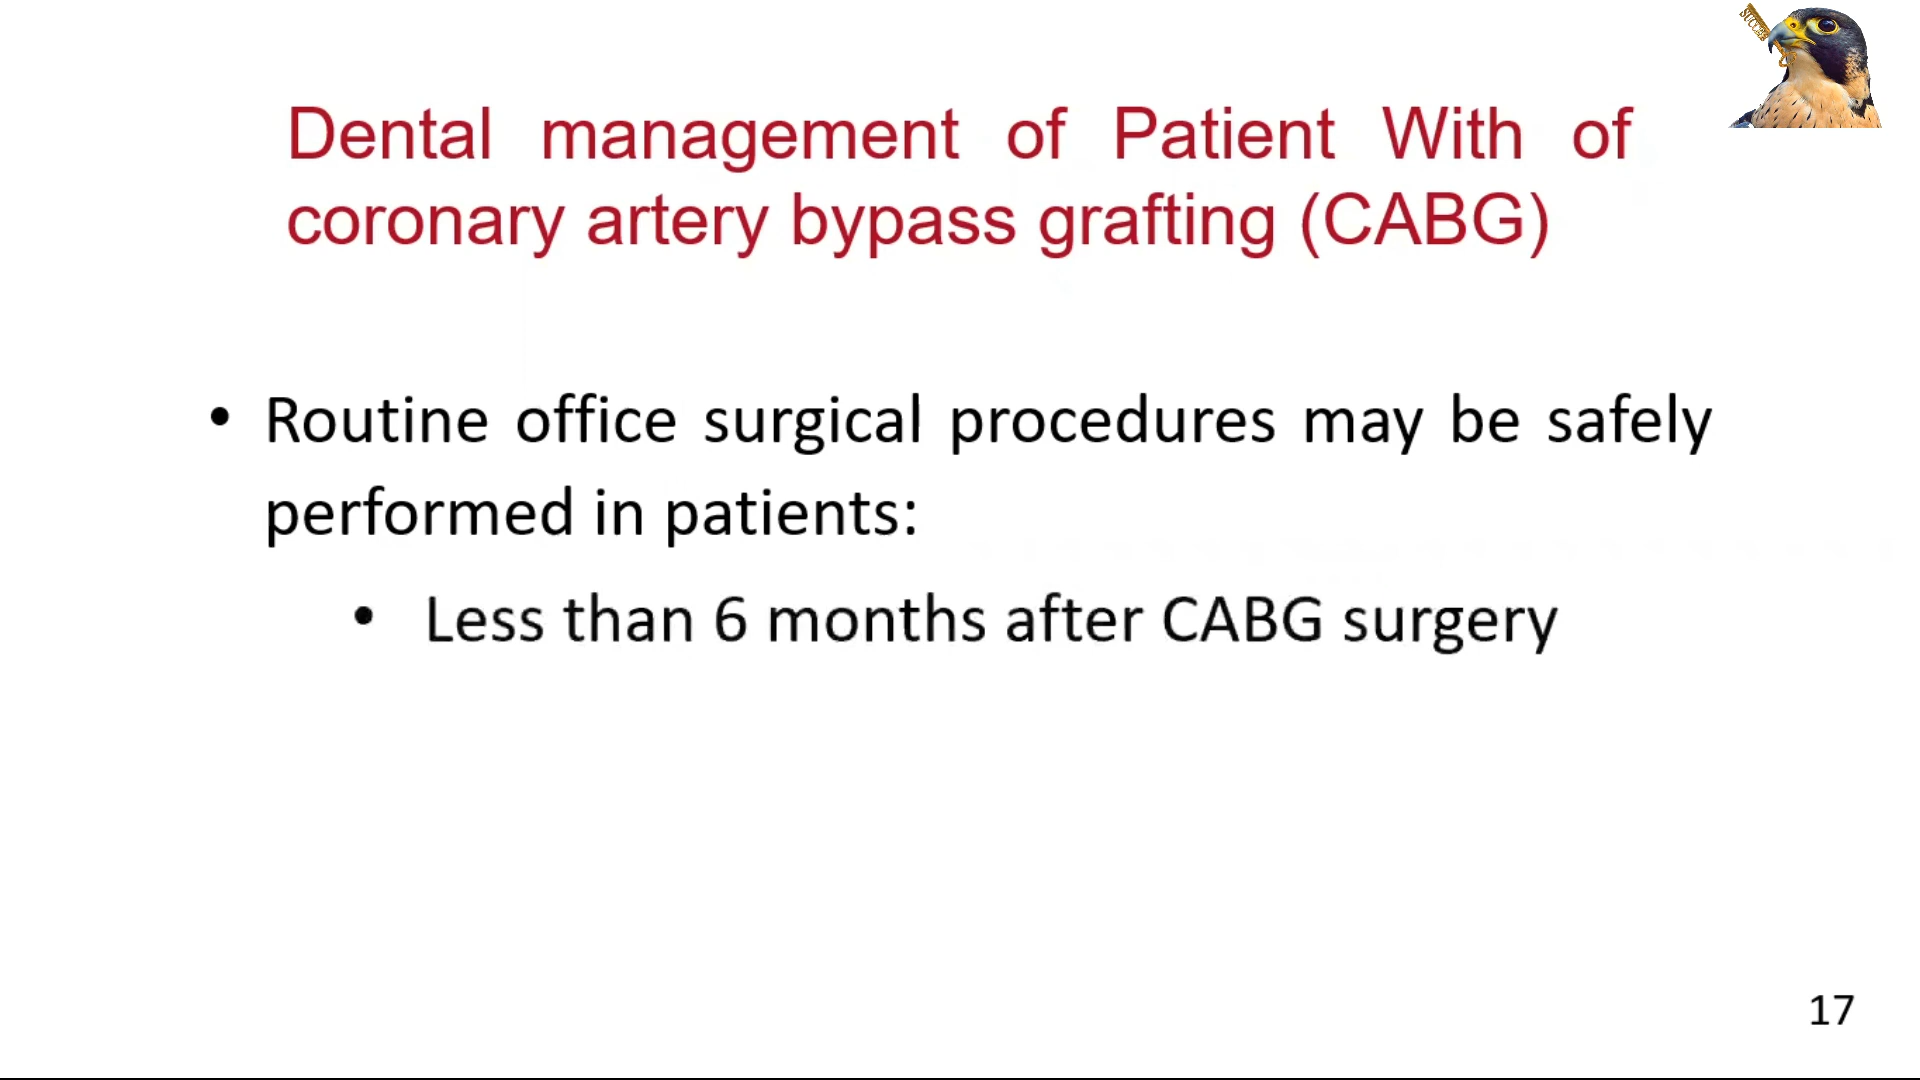 SUCCESS
Dental management of Patient With of
coronary artery bypass grafting (CABG)
• Routine office surgical procedures may be safely
performed in patients:
• Less than 6 months after CABG surgery
17